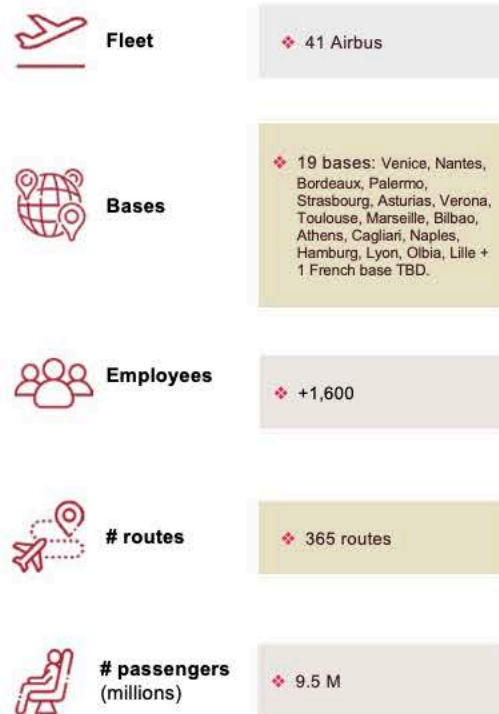 Fleet
❖ 41 Airbus
Bases
❖ 19 bases: Venice, Nantes,
Bordeaux, Palermo,
Strasbourg, Asturias, Verona,
Toulouse, Marseille, Bilbao,
Athens, Cagliari, Naples,
Hamburg, Lyon, Olbia, Lille +
1 French base TBD.
Employees
❖ +1,600
# routes
❖ 365 routes
# passengers
(millions)
❖ 9.5 M